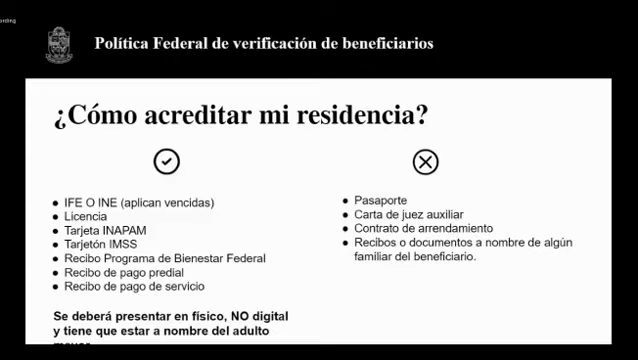 ording
Política Federal de verificación de beneficiarios
¿Cómo acreditar mi residencia?
● IFE O INE (aplican vencidas)
● Licencia
● Tarjeta INAPAM
● Tarjetón IMSS
● Recibo Programa de Bienestar Federal
● Recibo de pago predial
● Recibo de pago de servicio
Se deberá presentar en físico, NO digital
y tiene que estar a nombre del adulto
mayor
● Pasaporte
● Carta de juez auxiliar
● Contrato de arrendamiento
● Recibos o documentos a nombre de algún
familiar del beneficiario.